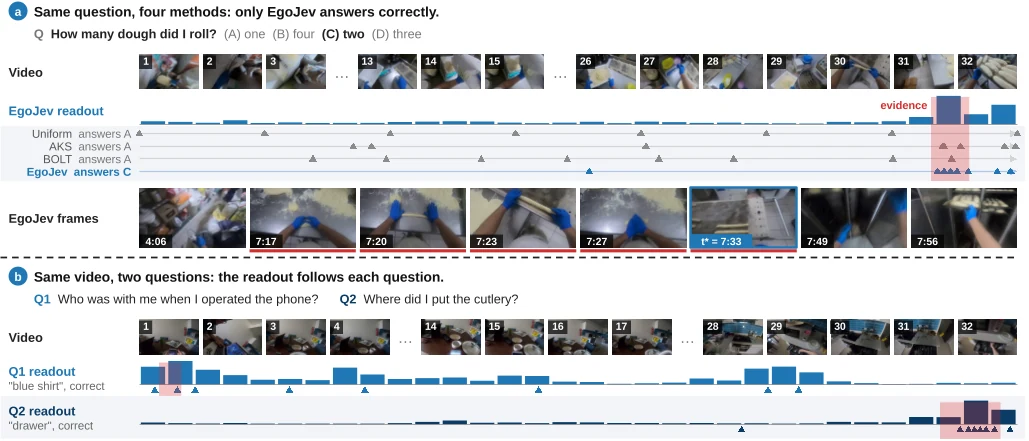 a Same question, four methods: only EgoJev answers correctly.
Q How many dough did I roll? (A) one (B) four (C) two (D) three
Video 1 2 3 ... 13 14 15 ... 26 27 28 29 30 31 32
EgoJev readout evidence
Uniform answers A
AKS answers A
BOLT answers A
EgoJev answers C
EgoJev frames 4:06 7:17 7:20 7:23 7:27 t* = 7:33 7:49 7:56
b Same video, two questions: the readout follows each question.
Q1 Who was with me when I operated the phone? Q2 Where did I put the cutlery?
Video 1 2 3 4 ... 14 15 16 17 ... 28 29 30 31 32
Q1 readout
"blue shirt", correct
Q2 readout
"drawer", correct